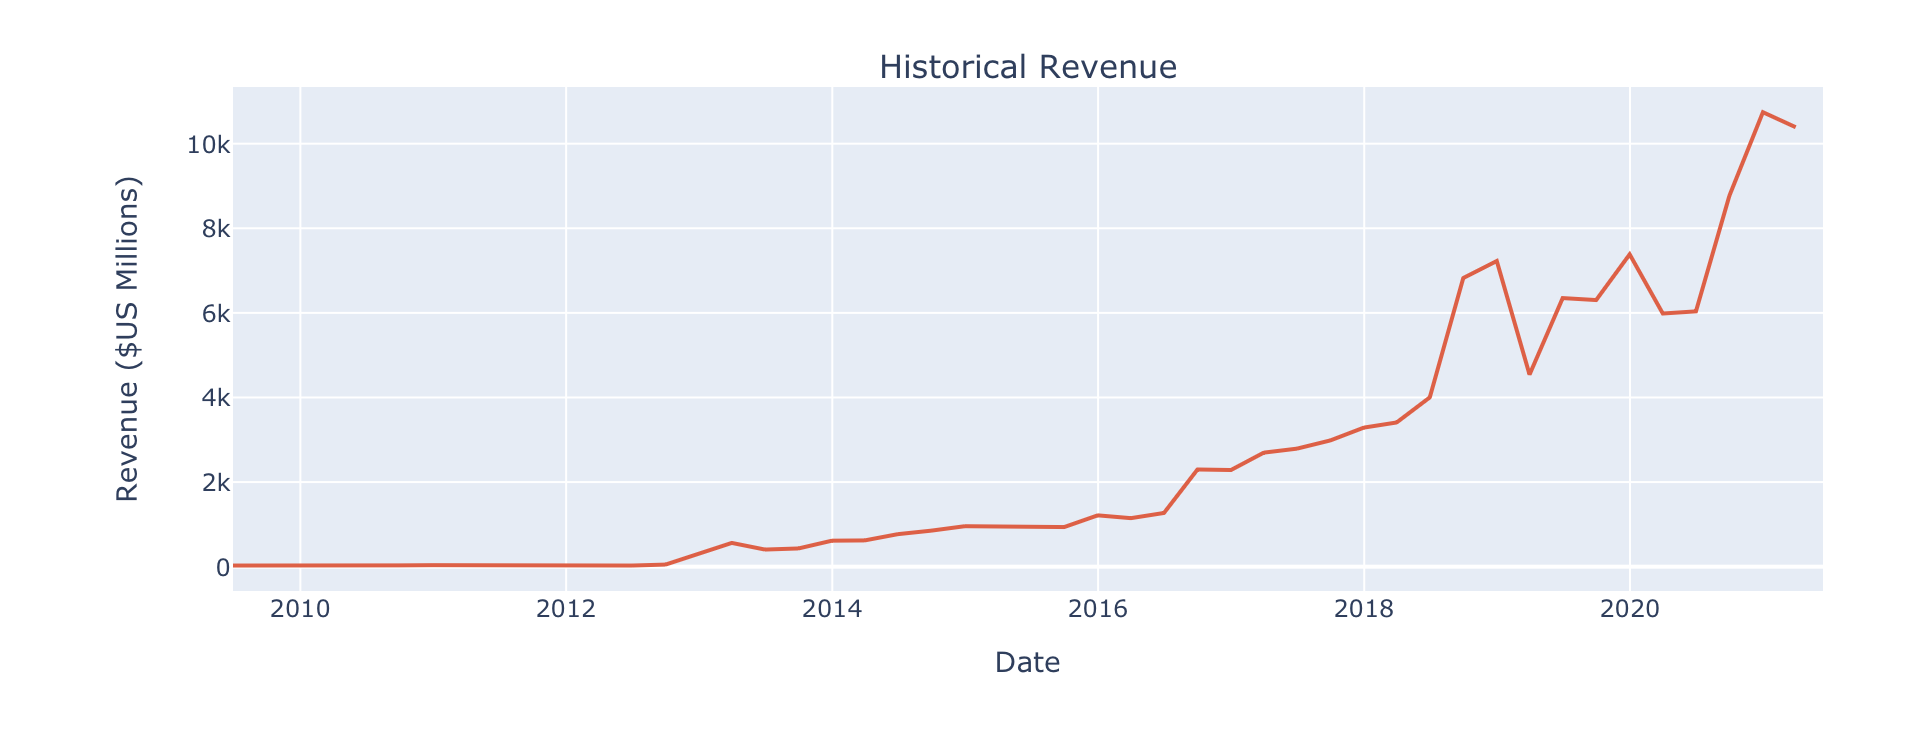 Historical Revenue
Revenue ($US Millions)
10k
8k
6k
4k
2k
0
2010
2012
2014
2016
2018
2020
Date